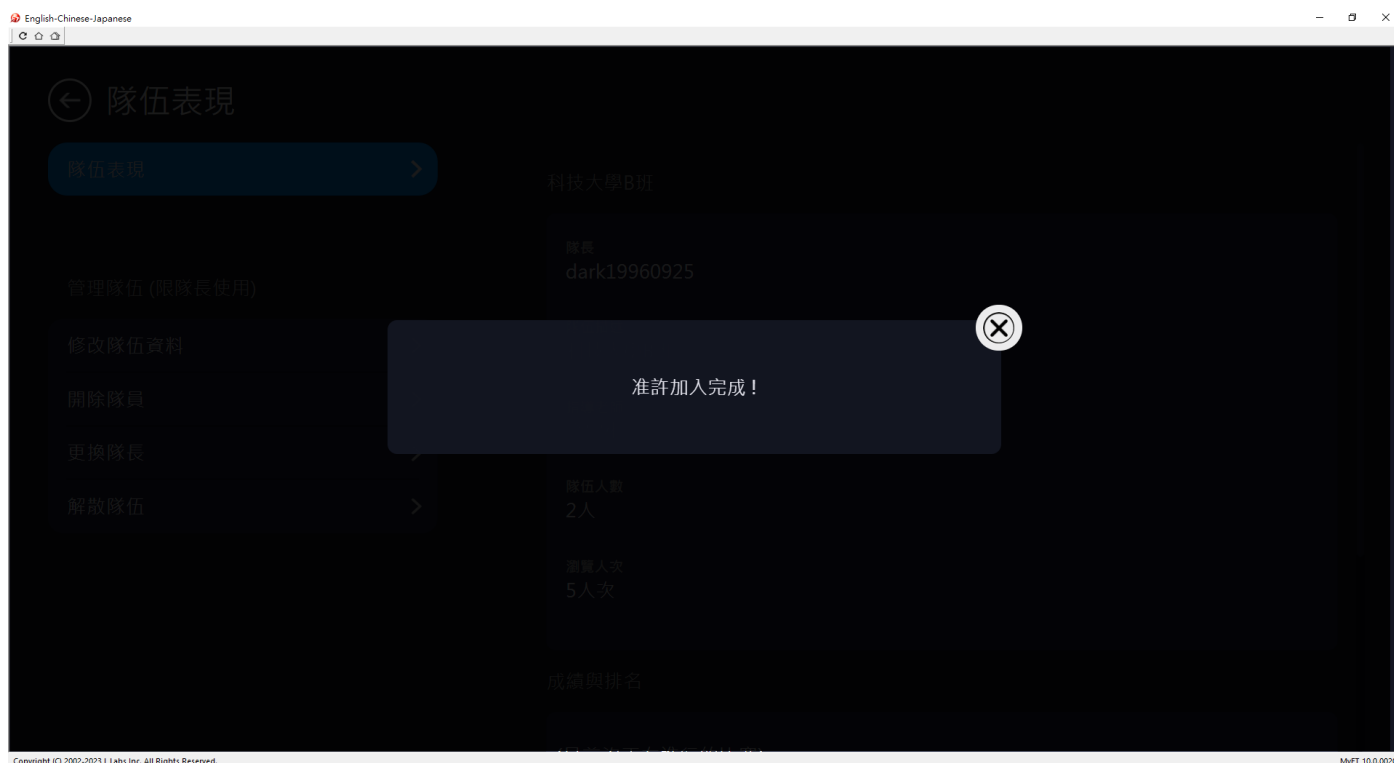 English-Chinese-Japanese
隊伍表現
隊伍表現
管理隊伍 (限隊長使用)
修改隊伍資料
開除隊員
更換隊長
解散隊伍
科技大學B班
隊長
dark19960925
准許加入完成！
隊伍人數
2人
瀏覽人次
5人次
成績與排名
Copyright (C) 2002-2023 L Labs Inc. All Rights Reserved.